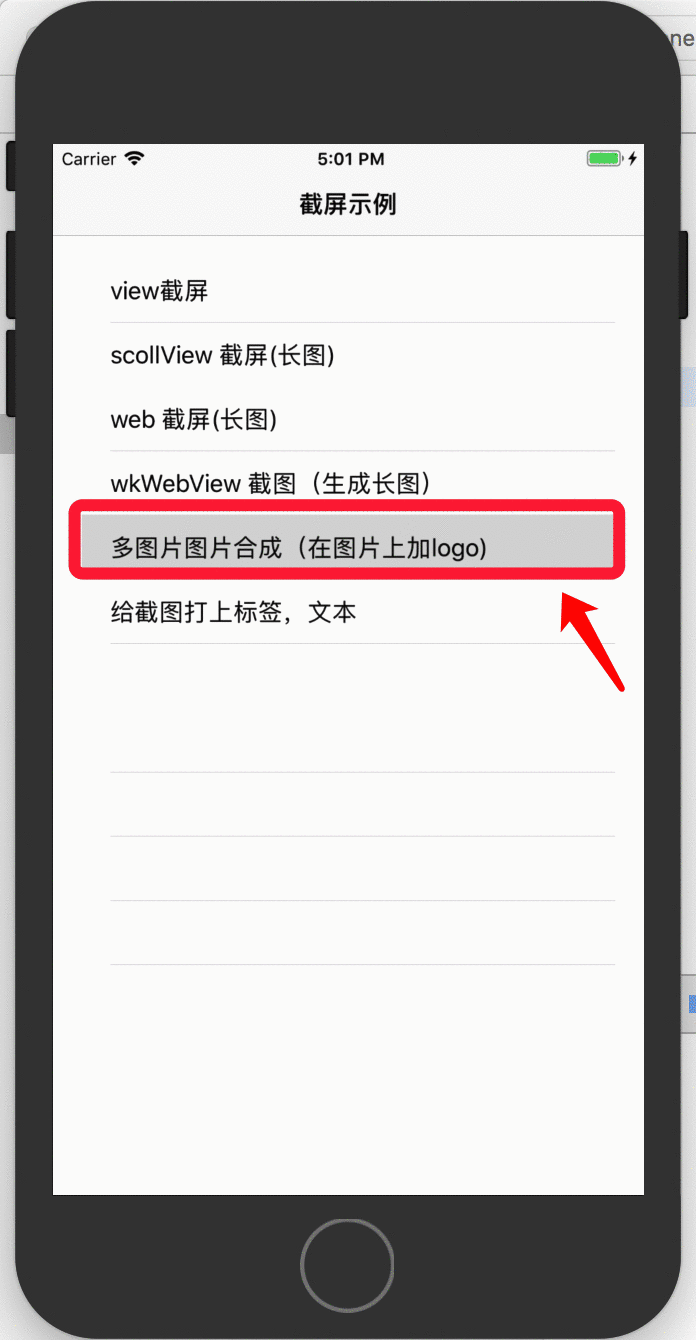 ne
Carrier 5:01 PM
截屏示例
view截屏
scollView 截屏(长图)
web 截屏(长图)
wkWebView 截图（生成长图）
多图片图片合成（在图片上加logo)
给截图打上标签，文本